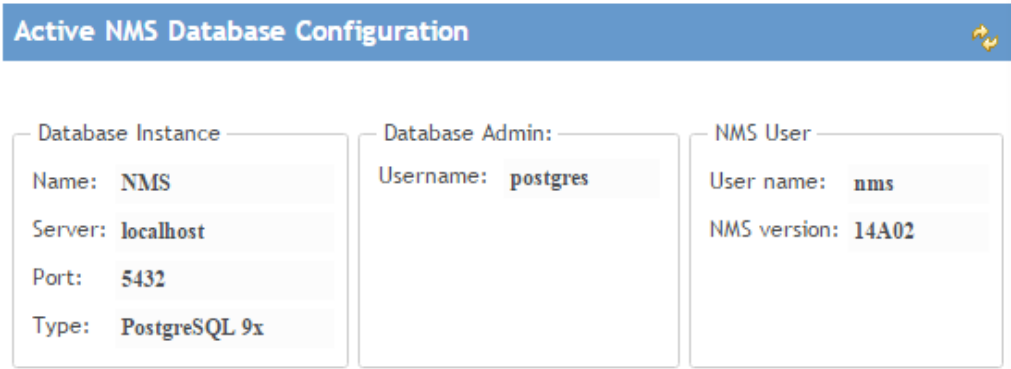 Active NMS Database Configuration
Database Instance
Name: NMS
Server: localhost
Port: 5432
Type: PostgreSQL 9x
Database Admin:
Username: postgres
NMS User
User name: nms
NMS version: 14A02